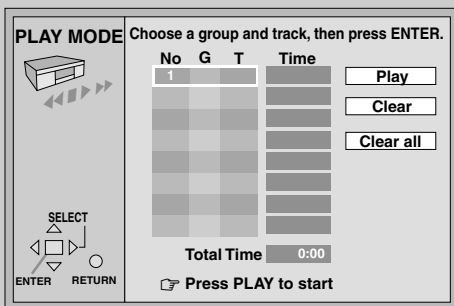 PLAY MODE
Choose a group and track, then press ENTER.
No G T Time
1
Play
Clear
Clear all
SELECT
ENTER RETURN
Total Time 0:00
☞ Press PLAY to start